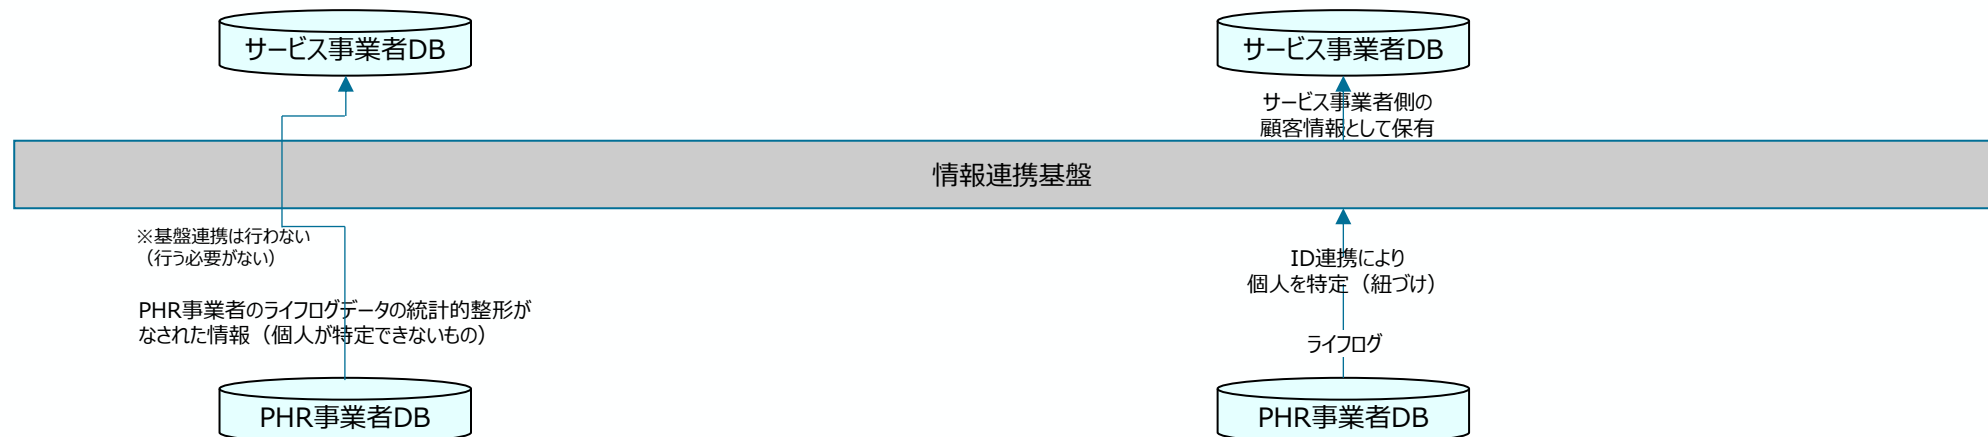 サービス事業者DB
サービス事業者DB
サービス事業者側の
顧客情報として保有
情報連携基盤
※基盤連携は行わない
（行う必要がない）
ID連携により
個人を特定（紐づけ）
PHR事業者のライフログデータの統計的整形が
なされた情報（個人が特定できないもの）
ライフログ
PHR事業者DB
PHR事業者DB